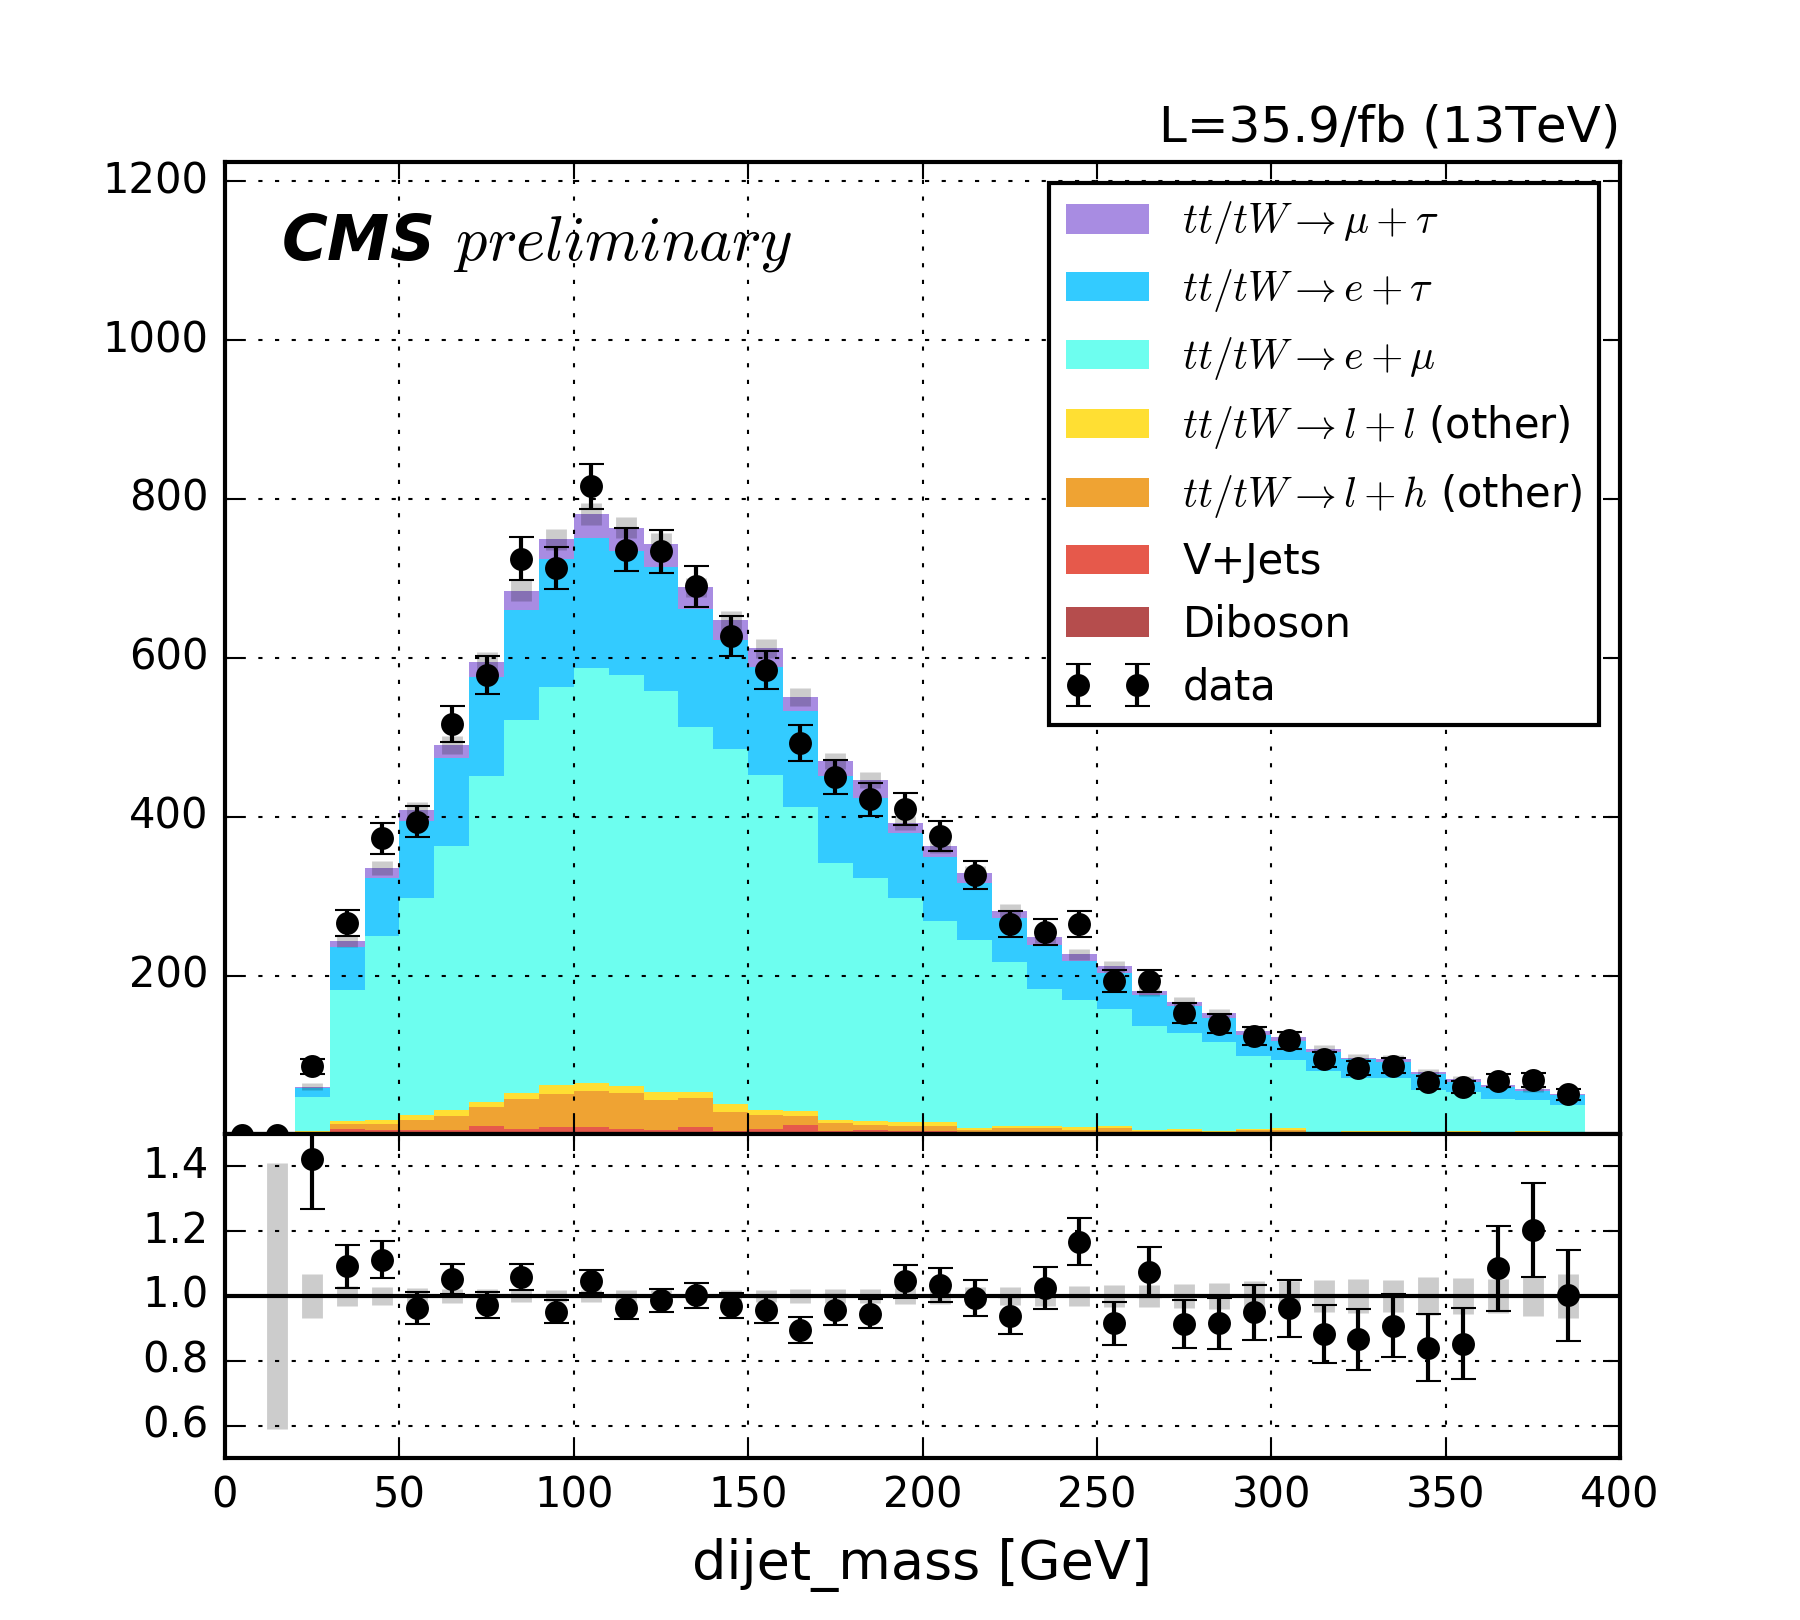 L=35.9/fb (13TeV)
1200
CMS preliminary
tt/tW → μ + τ
tt/tW → e + τ
1000
tt/tW → e + μ
tt/tW → l + l (other)
800
tt/tW → l + h (other)
V+Jets
Diboson
600
data
400
200
1.4
1.2
1.0
0.8
0.6
0 50 100 150 200 250 300 350 400
dijet_mass [GeV]